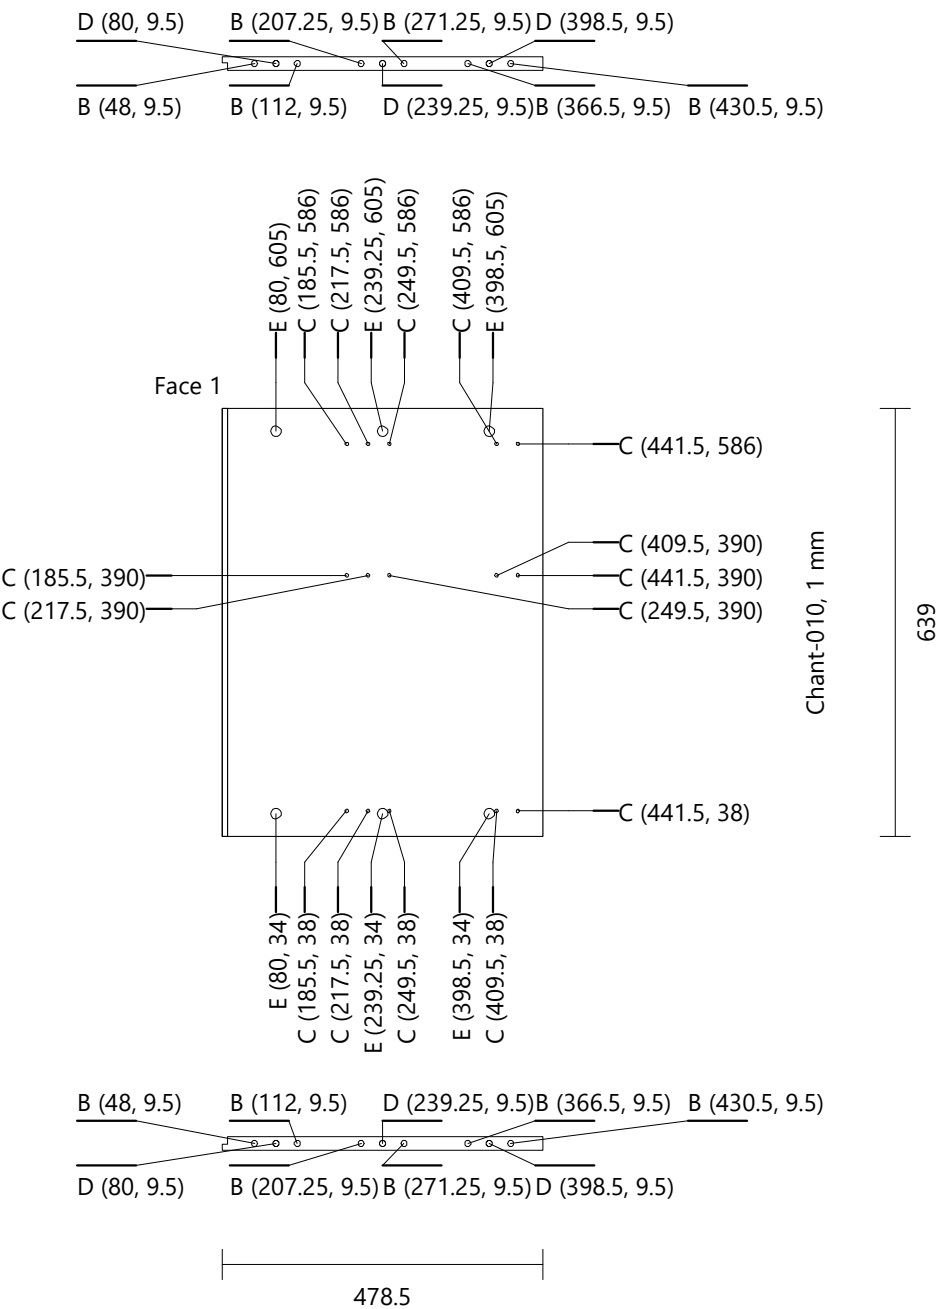 D (80, 9.5) B (207.25, 9.5) B (271.25, 9.5) D (398.5, 9.5)
B (48, 9.5) B (112, 9.5) D (239.25, 9.5) B (366.5, 9.5) B (430.5, 9.5)
E (80, 605)
C (185.5, 586)
C (217.5, 586)
E (239.25, 605)
C (249.5, 586)
C (409.5, 586)
E (398.5, 605)
Face 1
C (441.5, 586)
C (409.5, 390)
C (185.5, 390)
C (441.5, 390)
C (217.5, 390)
C (249.5, 390)
Chant-010, 1 mm
639
C (441.5, 38)
E (80, 34)
C (185.5, 38)
C (217.5, 38)
E (239.25, 34)
C (249.5, 38)
E (398.5, 34)
C (409.5, 38)
B (48, 9.5) B (112, 9.5) D (239.25, 9.5) B (366.5, 9.5) B (430.5, 9.5)
D (80, 9.5) B (207.25, 9.5) B (271.25, 9.5) D (398.5, 9.5)
478.5